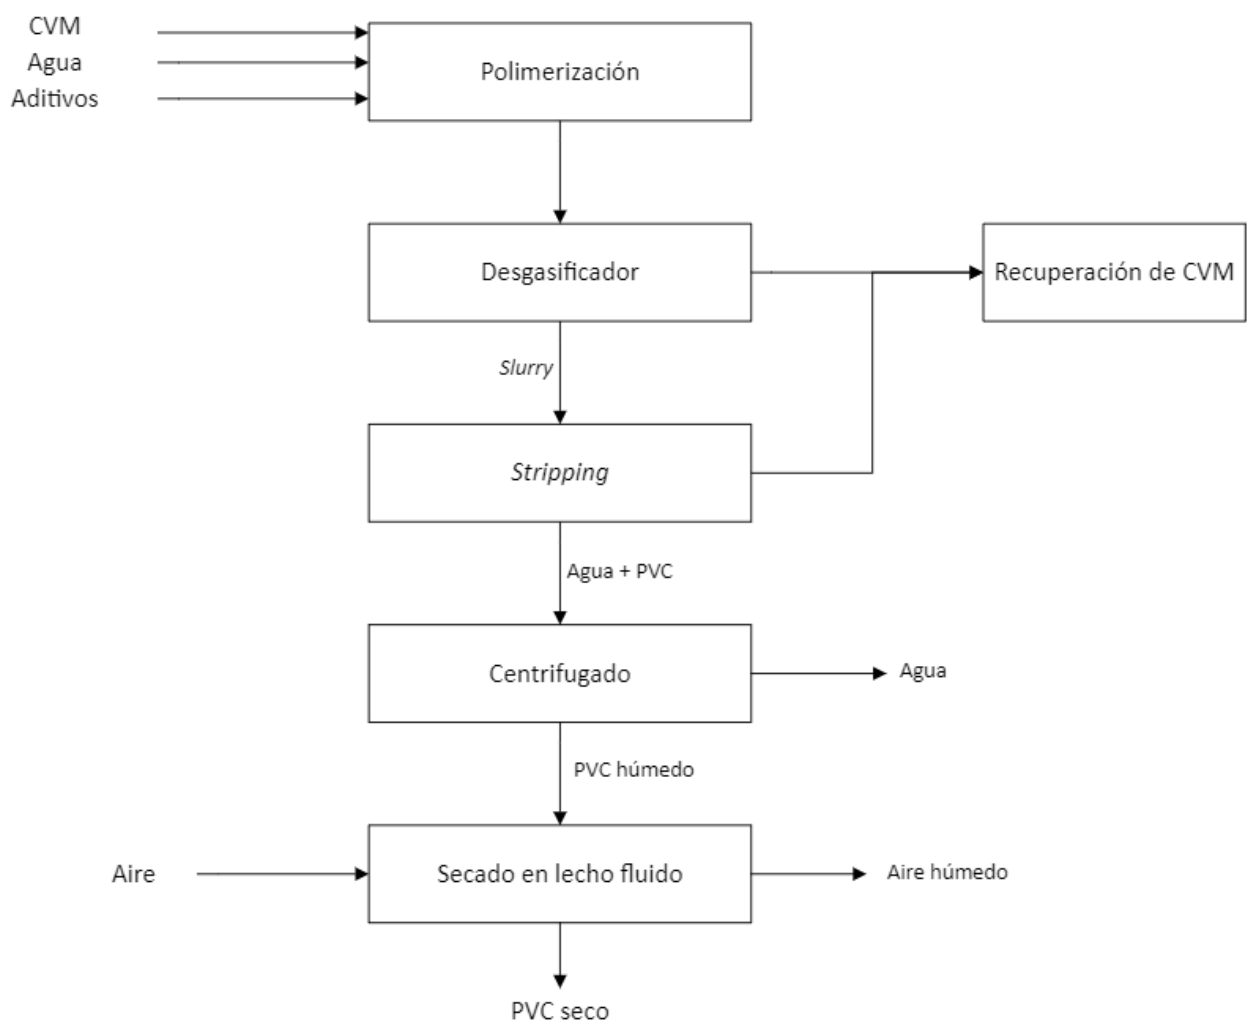 CVM
Agua
Aditivos
Polimerización
Desgasificador
Recuperación de CVM
Slurry
Stripping
Agua + PVC
Centrifugado
Agua
PVC húmedo
Aire
Secado en lecho fluido
Aire húmedo
PVC seco